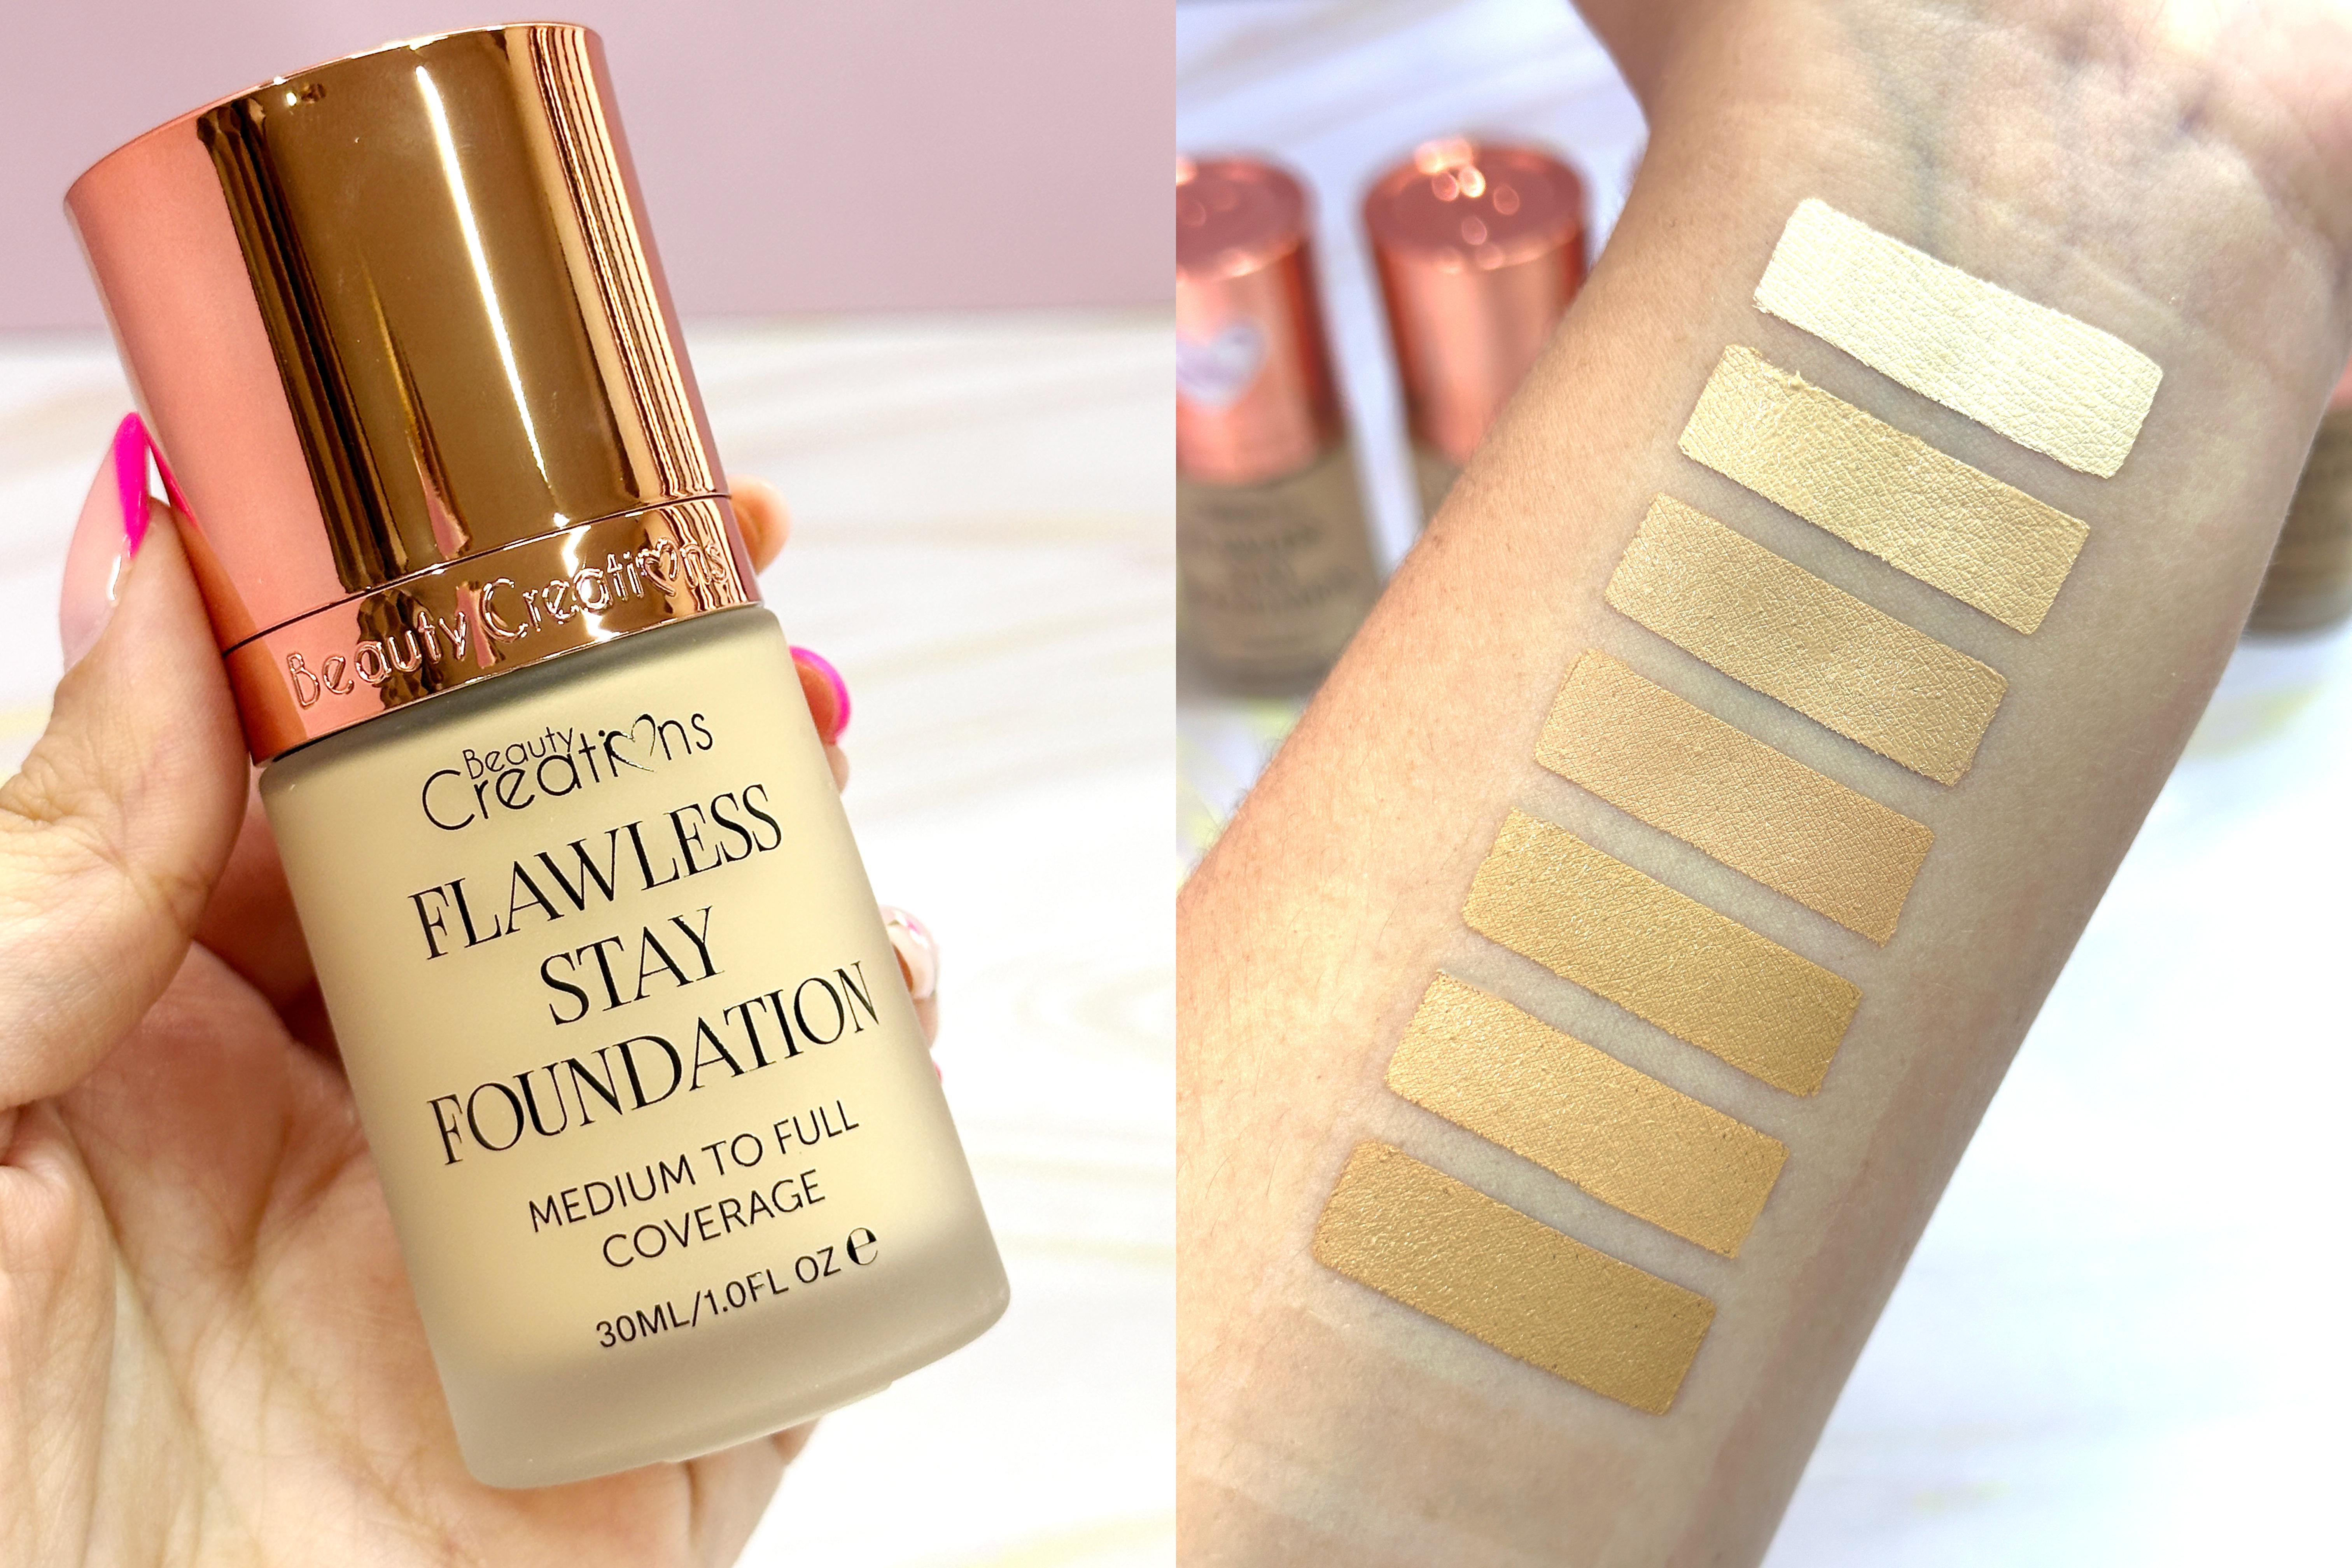 Beauty Creations
Beauty
Creations
FLAWLESS
STAY
FOUNDATION
MEDIUM TO FULL
COVERAGE
30ML/1.0FL OZ ℮